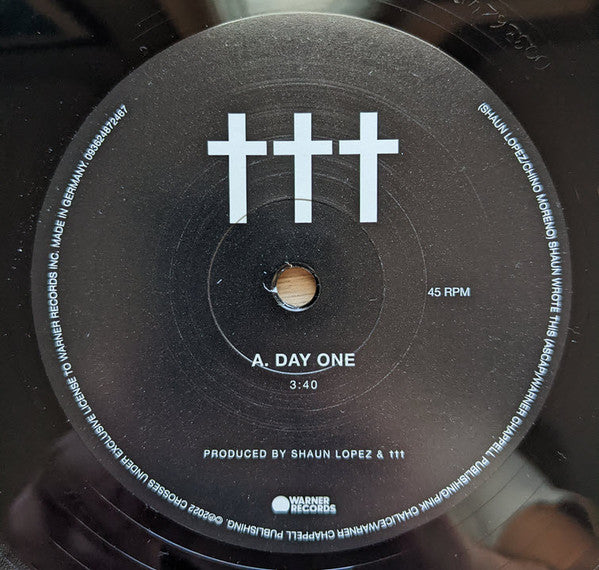 †††
45 RPM
A. DAY ONE
3:40
PRODUCED BY SHAUN LOPEZ & †††
WARNER
RECORDS
(SHAUN LOPEZ/CHINO MORENO) SHAUN WROTE THIS (ASCAP)/WARNER CHAPPELL PUBLISHING/PINK CHALICE/WARNER CHAPPELL PUBLISHING. ℗©2022 CROSSES UNDER EXCLUSIVE LICENSE TO WARNER RECORDS INC. MADE IN GERMANY. 093624872467